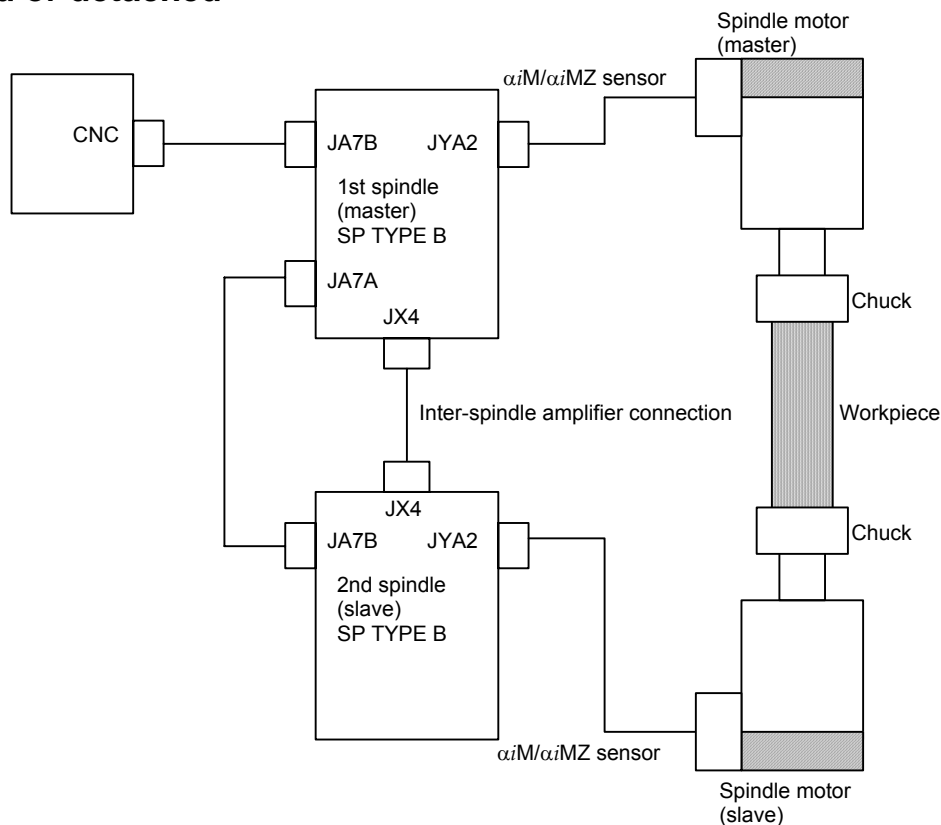 Spindle motor
(master)
αiM/αiMZ sensor
CNC
JA7B JYA2
1st spindle
(master)
SP TYPE B
JA7A
JX4
Chuck
Inter-spindle amplifier connection
Workpiece
JX4
JA7B JYA2
Chuck
2nd spindle
(slave)
SP TYPE B
αiM/αiMZ sensor
Spindle motor
(slave)